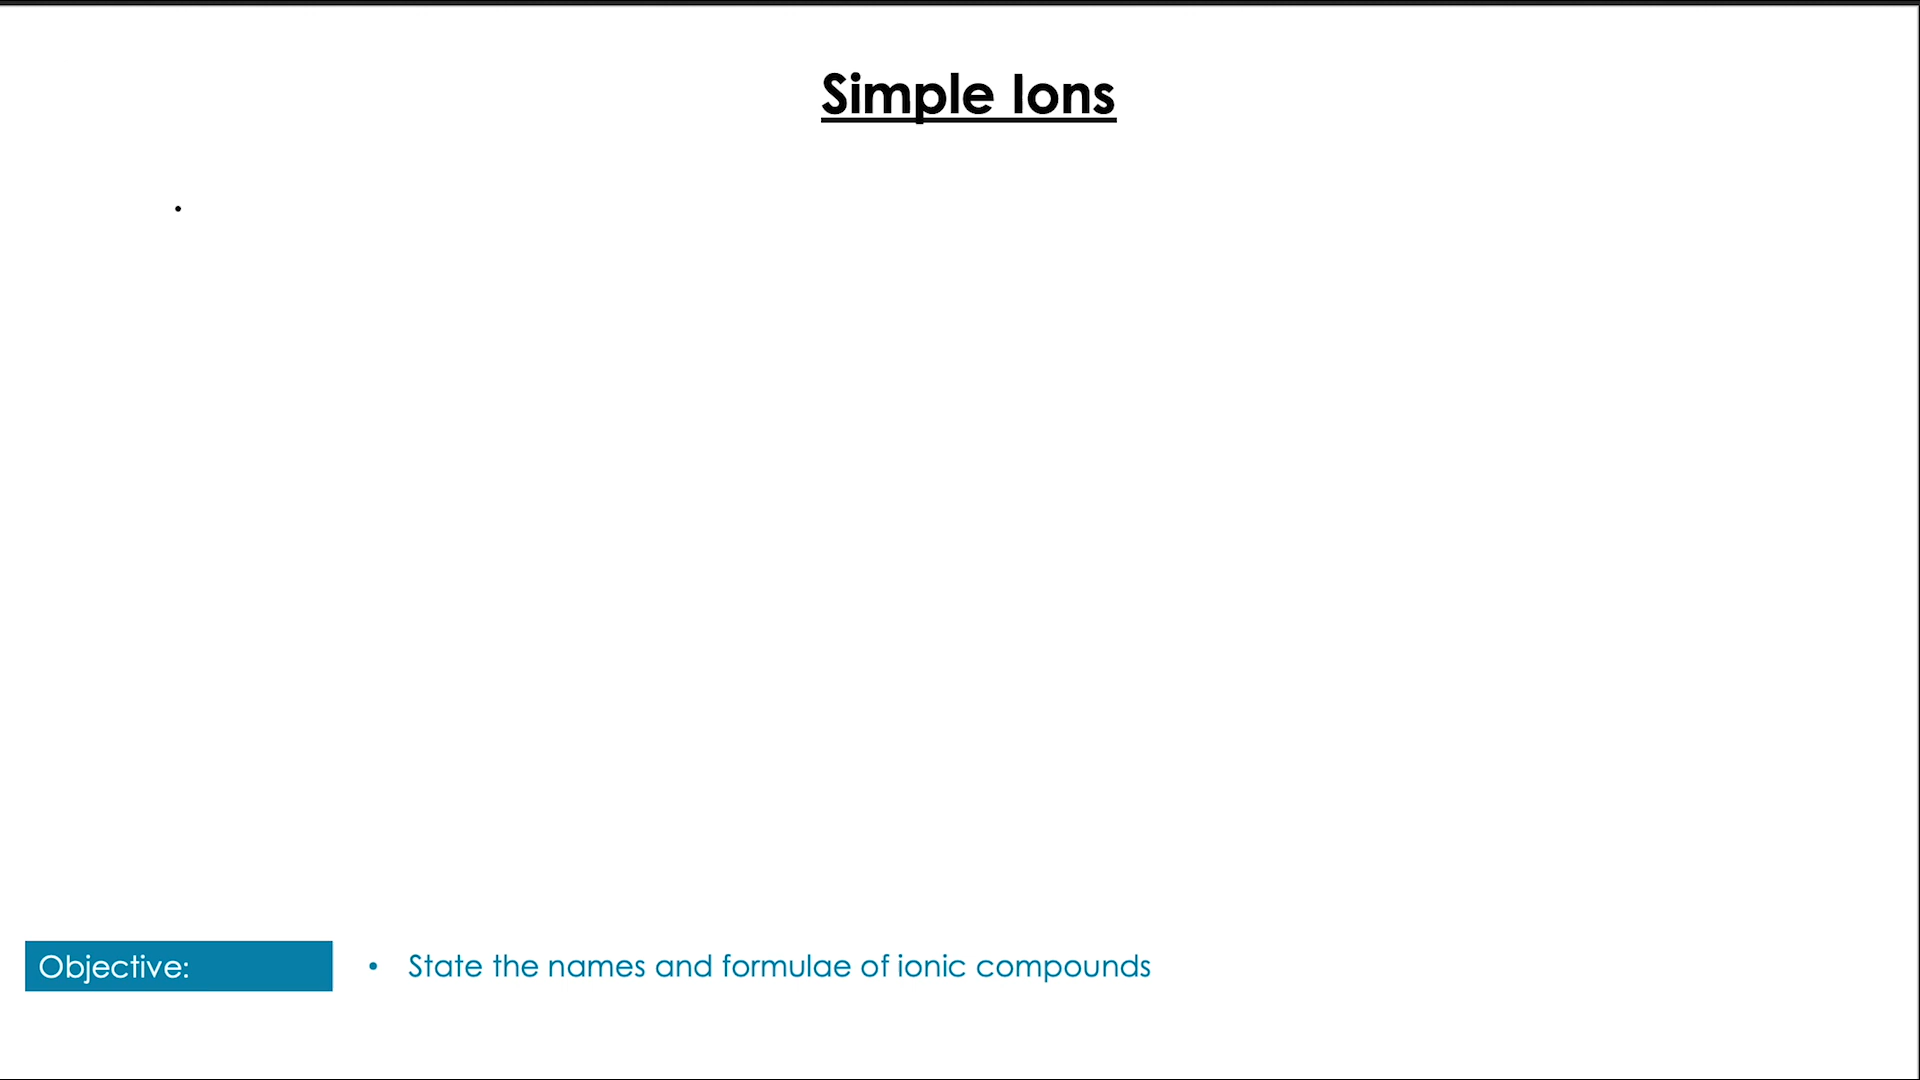 Simple Ions
•
Objective:
• State the names and formulae of ionic compounds